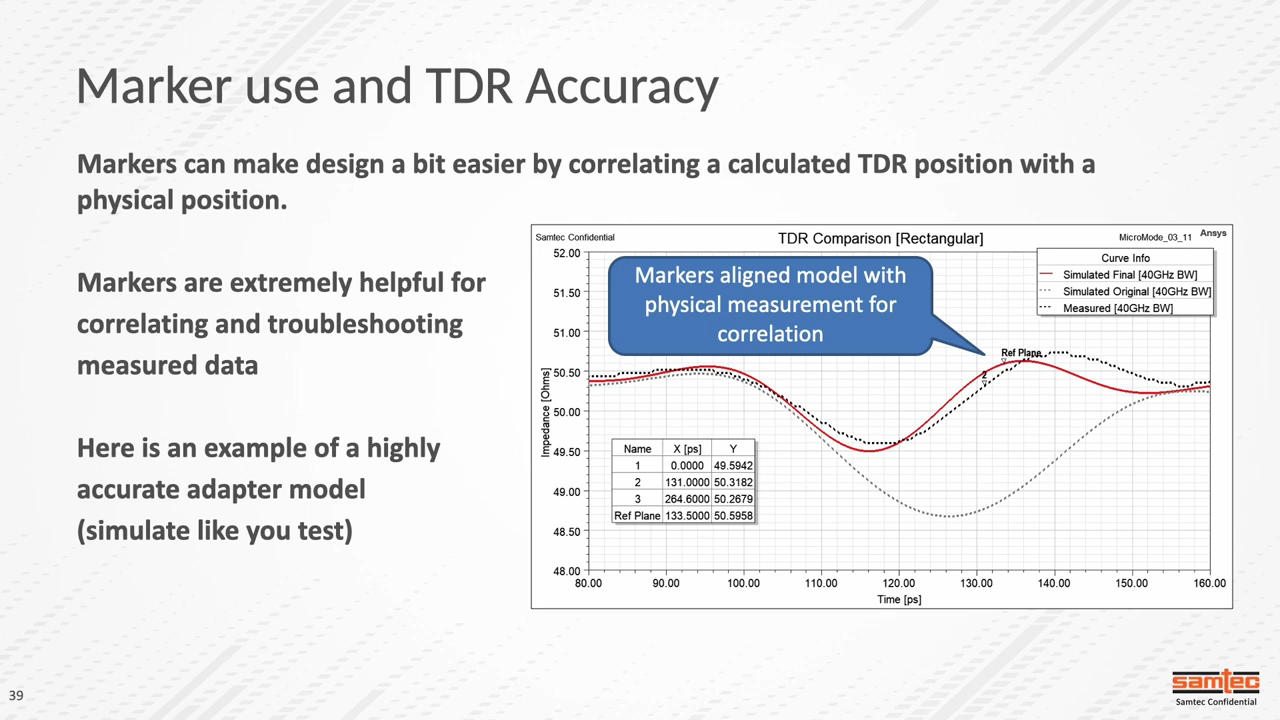 Marker use and TDR Accuracy
Markers can make design a bit easier by correlating a calculated TDR position with a
physical position.
Markers are extremely helpful for
correlating and troubleshooting
measured data
Here is an example of a highly
accurate adapter model
(simulate like you test)
Samtec Confidential
TDR Comparison [Rectangular]
MicroMode_03_11
Ansys
Markers aligned model with
physical measurement for
correlation
Curve Info
Simulated Final [40GHz BW]
Simulated Original [40GHz BW]
Measured [40GHz BW]
Ref Plane
2
Impedance [Ohms]
52.00
51.50
51.00
50.50
50.00
49.50
49.00
48.50
48.00
Name X [ps] Y
1 0.0000 49.5942
2 131.0000 50.3182
3 264.6000 50.2679
Ref Plane 133.5000 50.5958
80.00 90.00 100.00 110.00 120.00 130.00 140.00 150.00 160.00
Time [ps]
39
samtec
Samtec Confidential